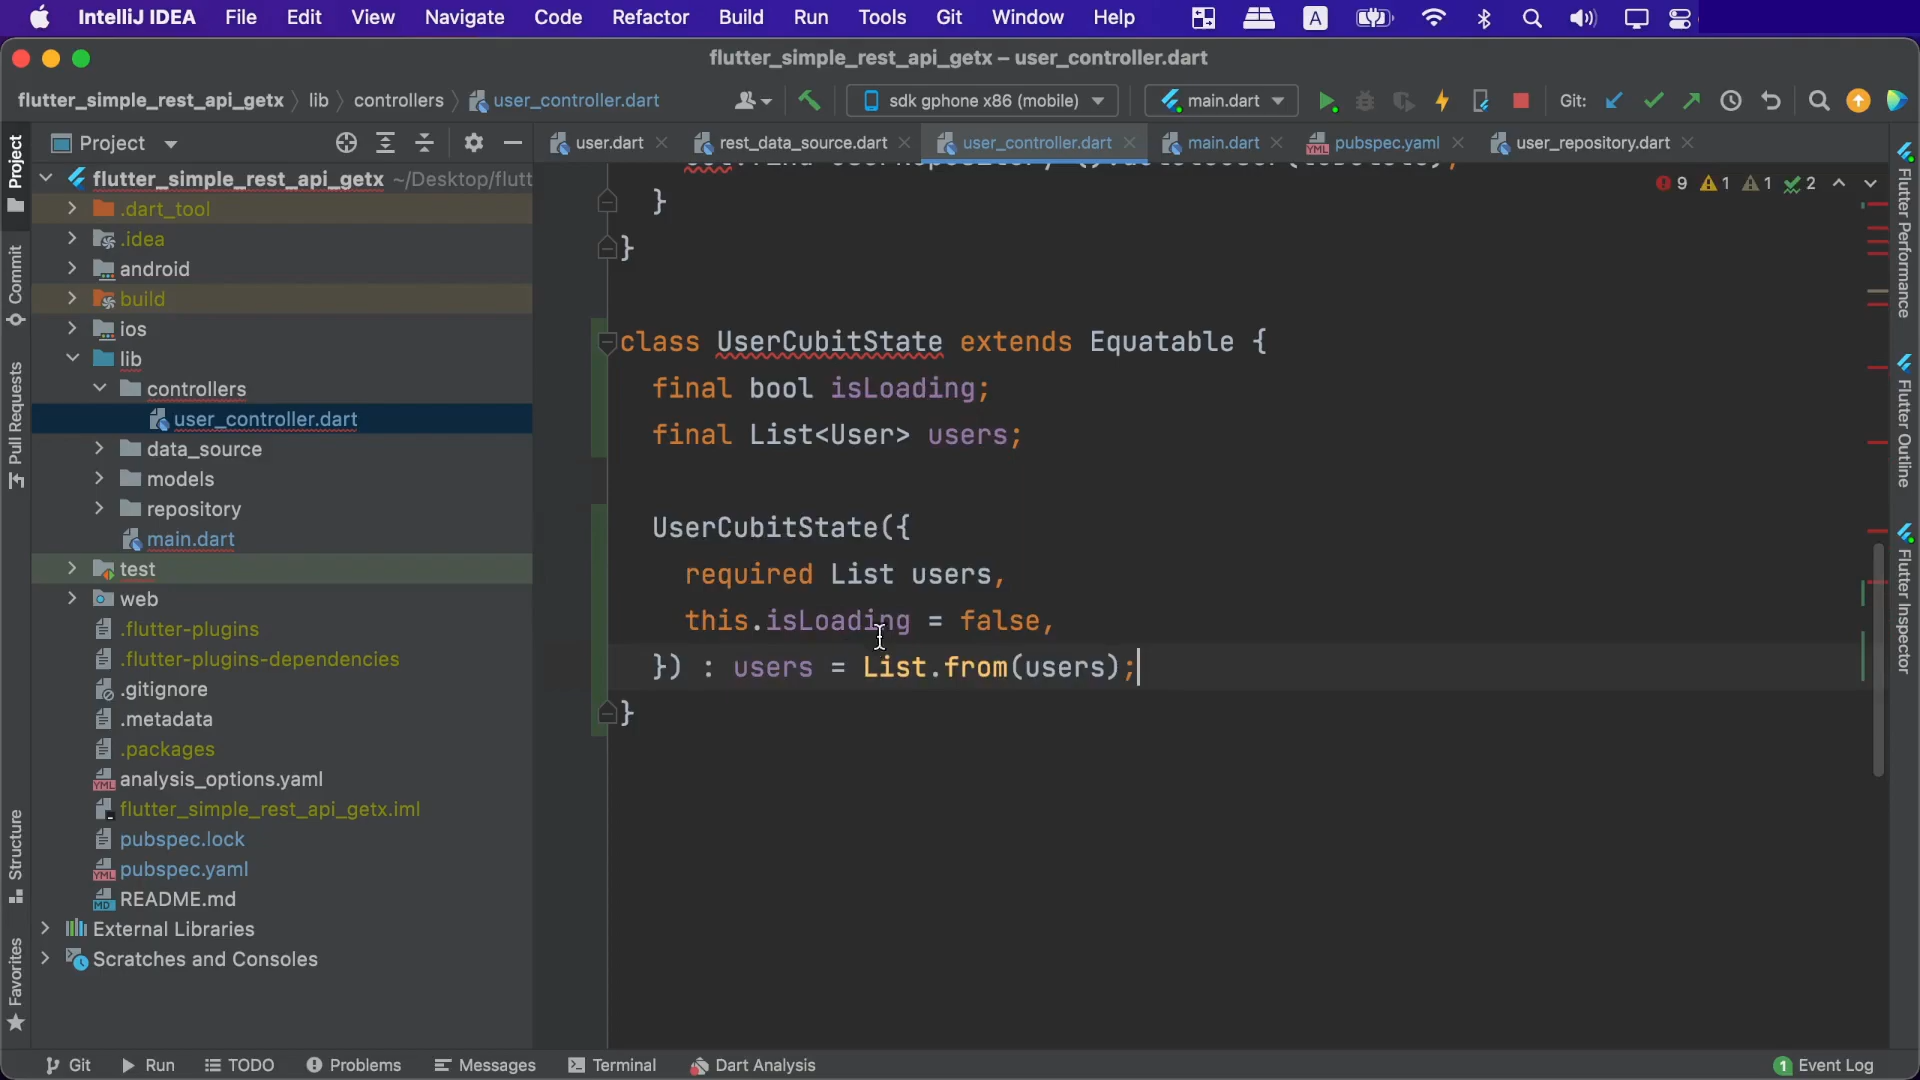 IntelliJ IDEA File Edit View Navigate Code Refactor Build Run Tools Git Window Help A
flutter_simple_rest_api_getx – user_controller.dart
flutter_simple_rest_api_getx lib controllers user_controller.dart sdk gphone x86 (mobile) main.dart Git:
Project user.dart rest_data_source.dart user_controller.dart main.dart pubspec.yaml user_repository.dart
flutter_simple_rest_api_getx ~/Desktop/flutt
.dart_tool
.idea
android
build
ios
lib
controllers
user_controller.dart
data_source
models
repository
main.dart
test
web
.flutter-plugins
.flutter-plugins-dependencies
.gitignore
.metadata
.packages
analysis_options.yaml
flutter_simple_rest_api_getx.iml
pubspec.lock
pubspec.yaml
README.md
External Libraries
Scratches and Consoles
9 1 1 2
}
}
class UserCubitState extends Equatable {
final bool isLoading;
final List<User> users;
UserCubitState({
required List users,
this.isLoading = false,
}) : users = List.from(users);
}
Project
Commit
Pull Requests
Structure
Favorites
Flutter Performance
Flutter Outline
Flutter Inspector
Git Run TODO Problems Messages Terminal Dart Analysis 1 Event Log